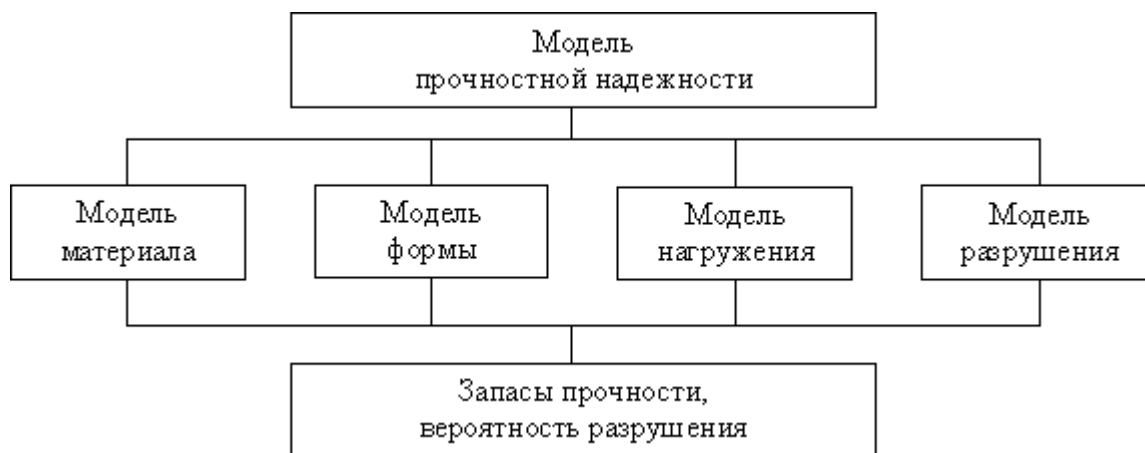 Модель
прочностной надежности
Модель
материала
Модель
формы
Модель
нагружения
Модель
разрушения
Запасы прочности,
вероятность разрушения